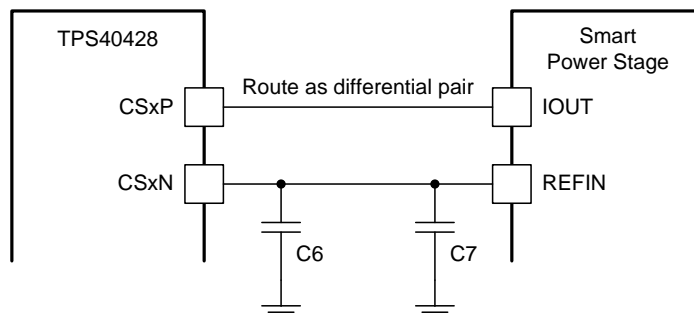 TPS40428
Smart
Power Stage
Route as differential pair
CSxP
IOUT
CSxN
REFIN
C6
C7